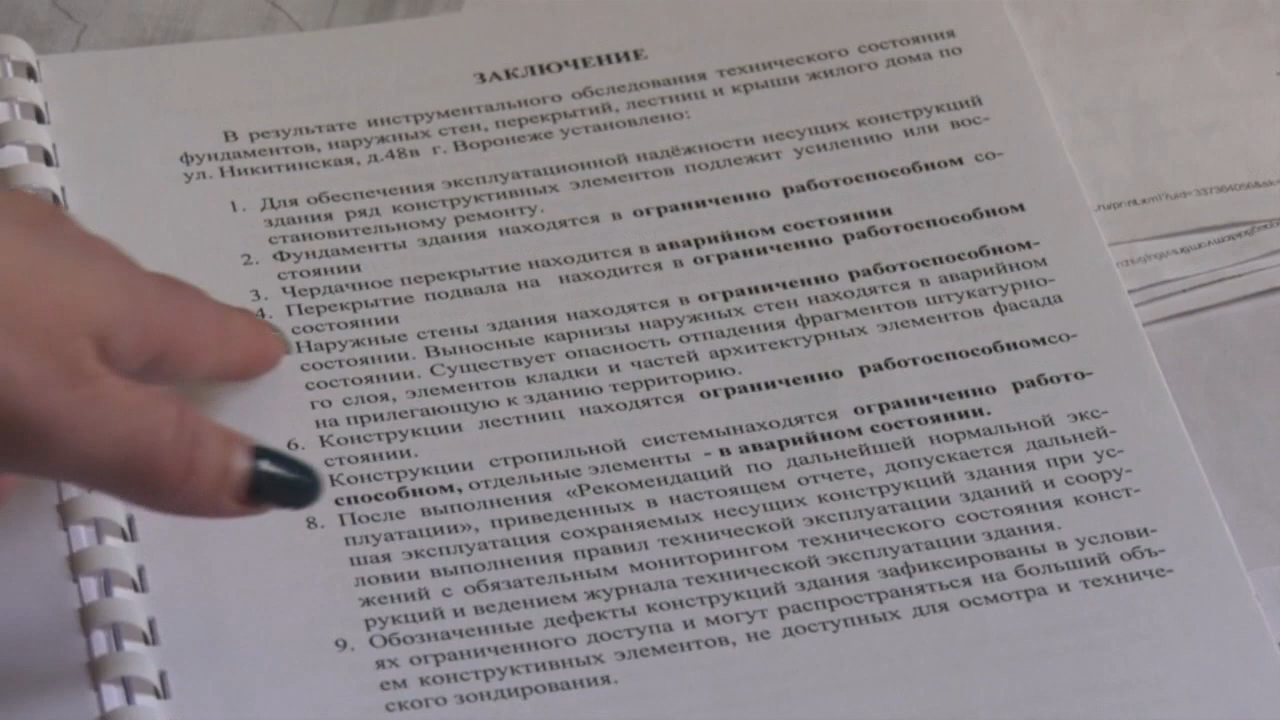 ЗАКЛЮЧЕНИЕ
В результате инструментального обследования технического состояния
фундаментов, наружных стен, перекрытий, лестниц и крыши жилого дома по
ул. Никитинская, д.48в г. Воронеже установлено:
1. Для обеспечения эксплуатационной надёжности несущих конструкций
здания ряд конструктивных элементов подлежит усилению или вос-
становительному ремонту.
2. Фундаменты здания находятся в ограниченно работоспособном со-
стоянии
3. Чердачное перекрытие находится в аварийном состоянии
4. Перекрытие подвала на находится в ограниченно работоспособном
состоянии
Наружные стены здания находятся в ограниченно работоспособном-
состоянии. Выносные карнизы наружных стен находятся в аварийном
состоянии. Существует опасность отпадения фрагментов штукатурно-
го слоя, элементов кладки и частей архитектурных элементов фасада
на прилегающую к зданию территорию.
6. Конструкции лестниц находятся ограниченно работоспособномсо-
стоянии.
Конструкции стропильной системынаходятся ограниченно работо-
способном, отдельные элементы - в аварийном состоянии.
8. После выполнения «Рекомендаций по дальнейшей нормальной экс-
плуатации», приведенных в настоящем отчете, допускается дальней-
шая эксплуатация сохраняемых несущих конструкций здания при ус-
ловии выполнения правил технической эксплуатации зданий и соору-
жений с обязательным мониторингом технического состояния конст-
рукций и ведением журнала технической эксплуатации здания.
9. Обозначенные дефекты конструкций здания зафиксированы в услови-
ях ограниченного доступа и могут распространяться на больший объ-
ем конструктивных элементов, не доступных для осмотра и техниче-
ского зондирования.